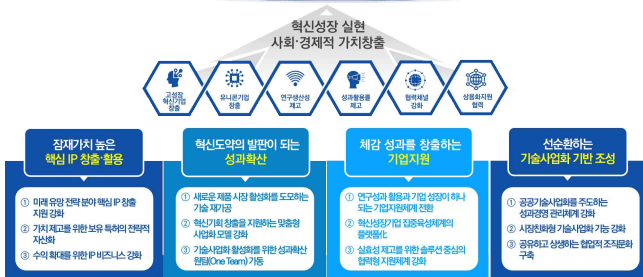 혁신성장 실현
사회·경제적 가치창출
고성장
혁신기업
창출
유니콘기업
창출
연구생산성
제고
성과활용률
제고
협력채널
강화
상용화지원
협력
잠재가치 높은
핵심 IP 창출·활용
① 미래 유망 전략 분야 핵심 IP 창출
지원 강화
② 가치 제고를 위한 보유 특허의 전략적
자산화
③ 수익 확대를 위한 IP 비즈니스 강화
혁신도약의 발판이 되는
성과확산
① 새로운 제품 시장 활성화를 도모하는
기술 재가공
② 혁신기회 창출을 지원하는 맞춤형
사업화 모델 강화
③ 기술사업화 활성화를 위한 성과확산
원팀(One Team) 가동
체감 성과를 창출하는
기업지원
① 연구성과 활용과 기업 성장이 하나
되는 기업지원체계 전환
② 혁신성장기업 집중육성체계의
플랫폼化
③ 실효성 제고를 위한 솔루션 중심의
협력형 지원체계 강화
선순환하는
기술사업화 기반 조성
① 공공기술사업화를 주도하는
성과경영 관리체계 강화
② 시장친화형 기술사업화 기능 강화
③ 공유하고 상생하는 협업적 조직문화
구축